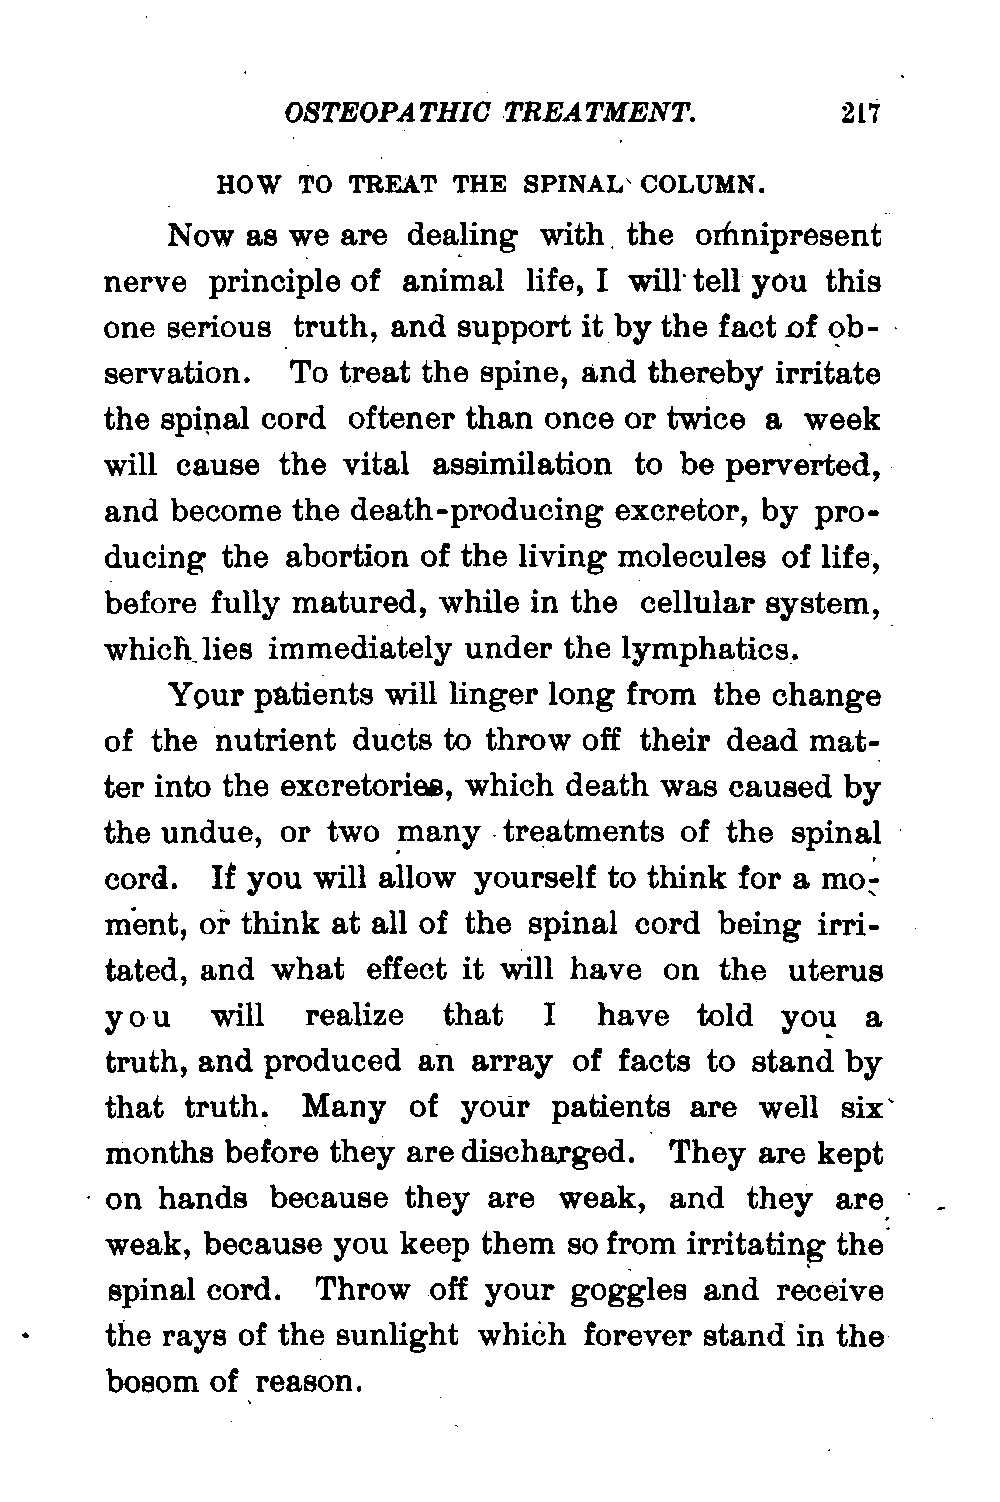 OSTEOPATHIC TREATMENT. 217
HOW TO TREAT THE SPINAL COLUMN.
Now as we are dealing with the omnipresent
nerve principle of animal life, I will tell you this
one serious truth, and support it by the fact of ob-
servation. To treat the spine, and thereby irritate
the spinal cord oftener than once or twice a week
will cause the vital assimilation to be perverted,
and become the death-producing excretor, by pro-
ducing the abortion of the living molecules of life,
before fully matured, while in the cellular system,
which lies immediately under the lymphatics.
Your patients will linger long from the change
of the nutrient ducts to throw off their dead mat-
ter into the excretories, which death was caused by
the undue, or two many treatments of the spinal
cord. If you will allow yourself to think for a mo-
ment, or think at all of the spinal cord being irri-
tated, and what effect it will have on the uterus
you will realize that I have told you a
truth, and produced an array of facts to stand by
that truth. Many of your patients are well six
months before they are discharged. They are kept
on hands because they are weak, and they are
weak, because you keep them so from irritating the
spinal cord. Throw off your goggles and receive
the rays of the sunlight which forever stand in the
bosom of reason.